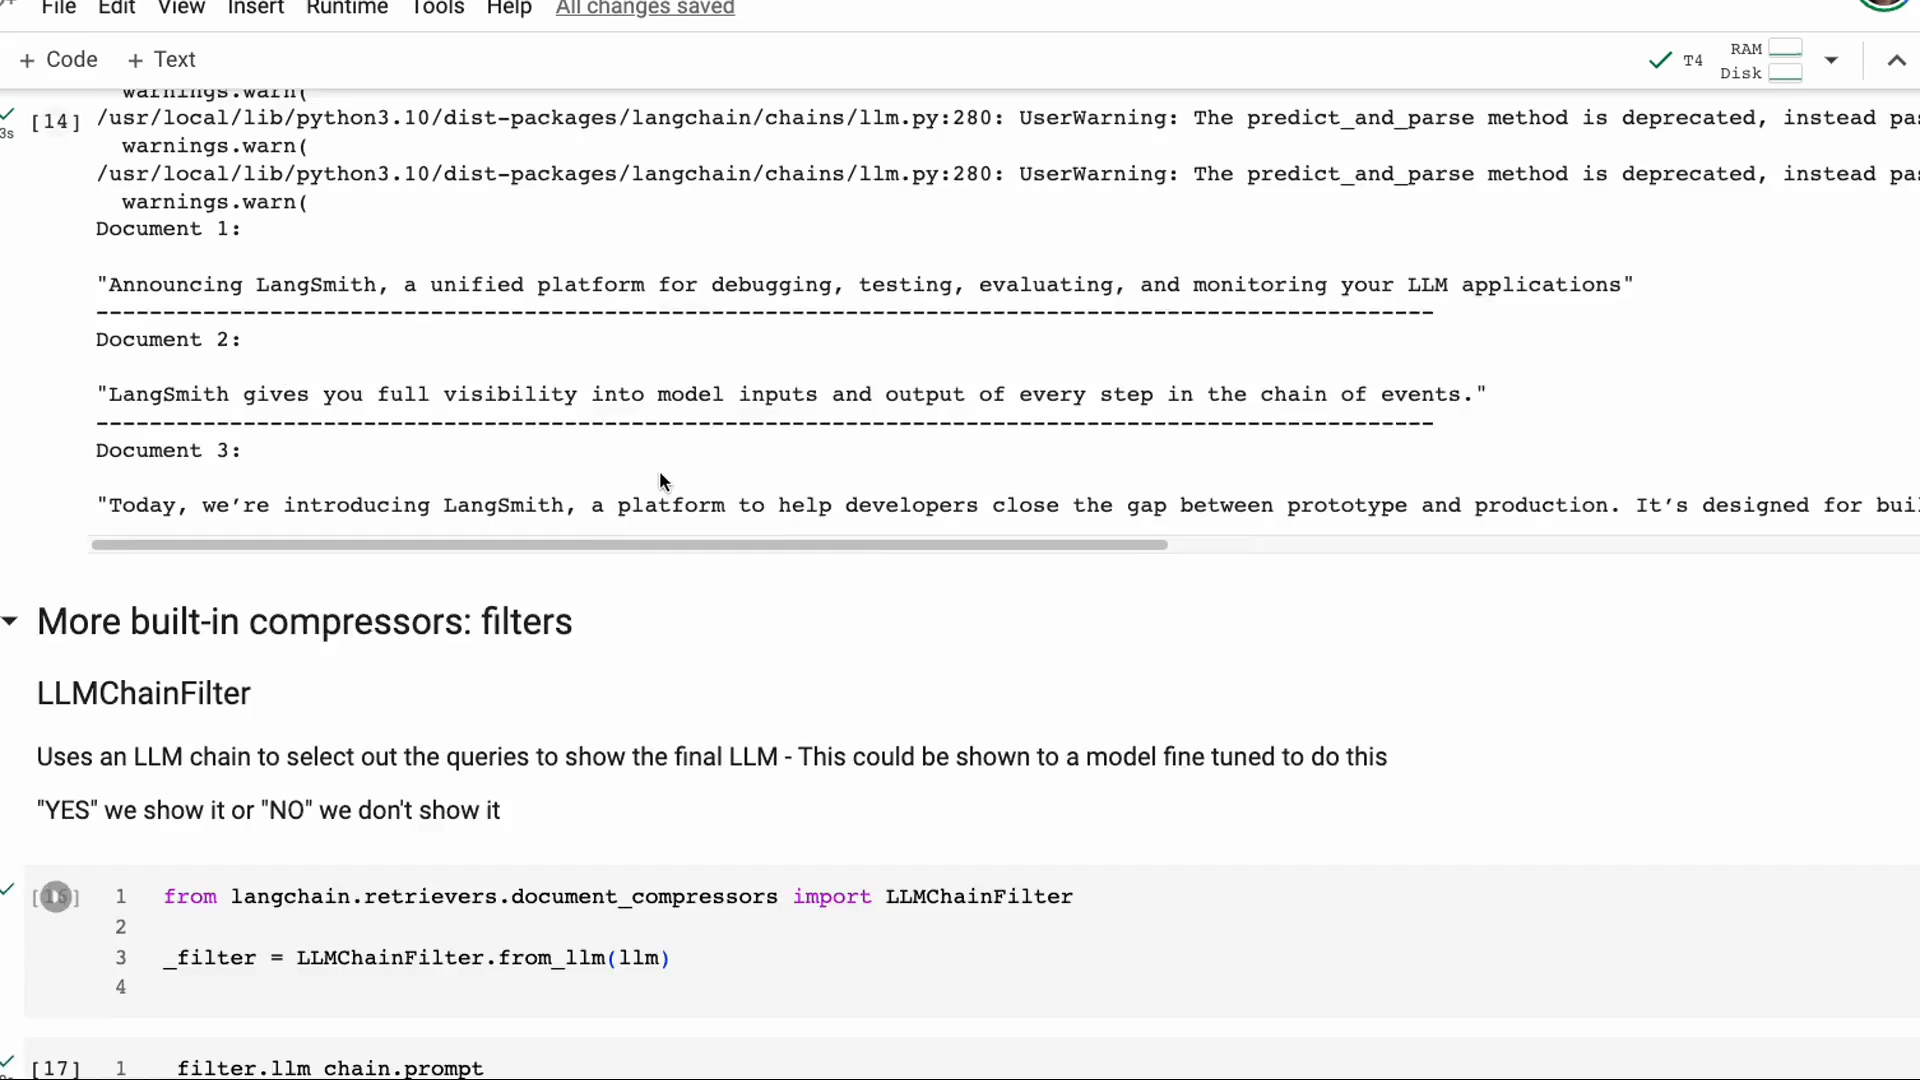 File Edit View Insert Runtime Tools Help All changes saved
+ Code + Text
T4 RAM
Disk
warnings.warn(
3s [14] /usr/local/lib/python3.10/dist-packages/langchain/chains/llm.py:280: UserWarning: The predict_and_parse method is deprecated, instead pas
warnings.warn(
/usr/local/lib/python3.10/dist-packages/langchain/chains/llm.py:280: UserWarning: The predict_and_parse method is deprecated, instead pas
warnings.warn(
Document 1:
"Announcing LangSmith, a unified platform for debugging, testing, evaluating, and monitoring your LLM applications"
----------------------------------------------------------------------------------------------------
Document 2:
"LangSmith gives you full visibility into model inputs and output of every step in the chain of events."
----------------------------------------------------------------------------------------------------
Document 3:
"Today, we’re introducing LangSmith, a platform to help developers close the gap between prototype and production. It’s designed for buil
More built-in compressors: filters
LLMChainFilter
Uses an LLM chain to select out the queries to show the final LLM - This could be shown to a model fine tuned to do this
"YES" we show it or "NO" we don't show it
1 from langchain.retrievers.document_compressors import LLMChainFilter
2
3 _filter = LLMChainFilter.from_llm(llm)
4
[17] 1 _filter.llm_chain.prompt